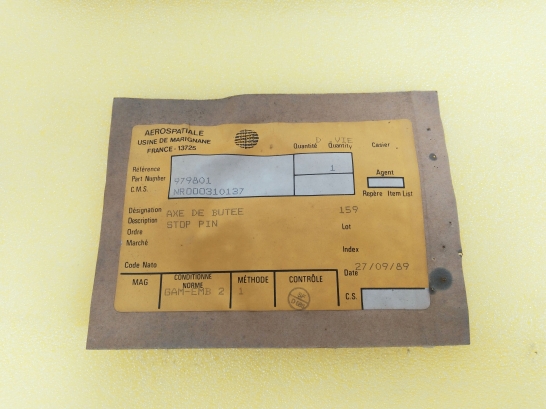 AEROSPATIALE
USINE DE MARIGNANE
FRANCE - 13725
D VIE
Quantité Quantity
Casier
1
Référence
Part Number
C.M.S.
979801
NR000310137
Agent
Repère Item List
Désignation
Description
AXE DE BUTEE
STOP PIN
159
Ordre
Lot
Marché
Index
Code Nato
Date
27/09/89
MAG
CONDITIONNE
NORME
GAM-EMB 2
MÉTHODE
1
CONTRÔLE
C.S.